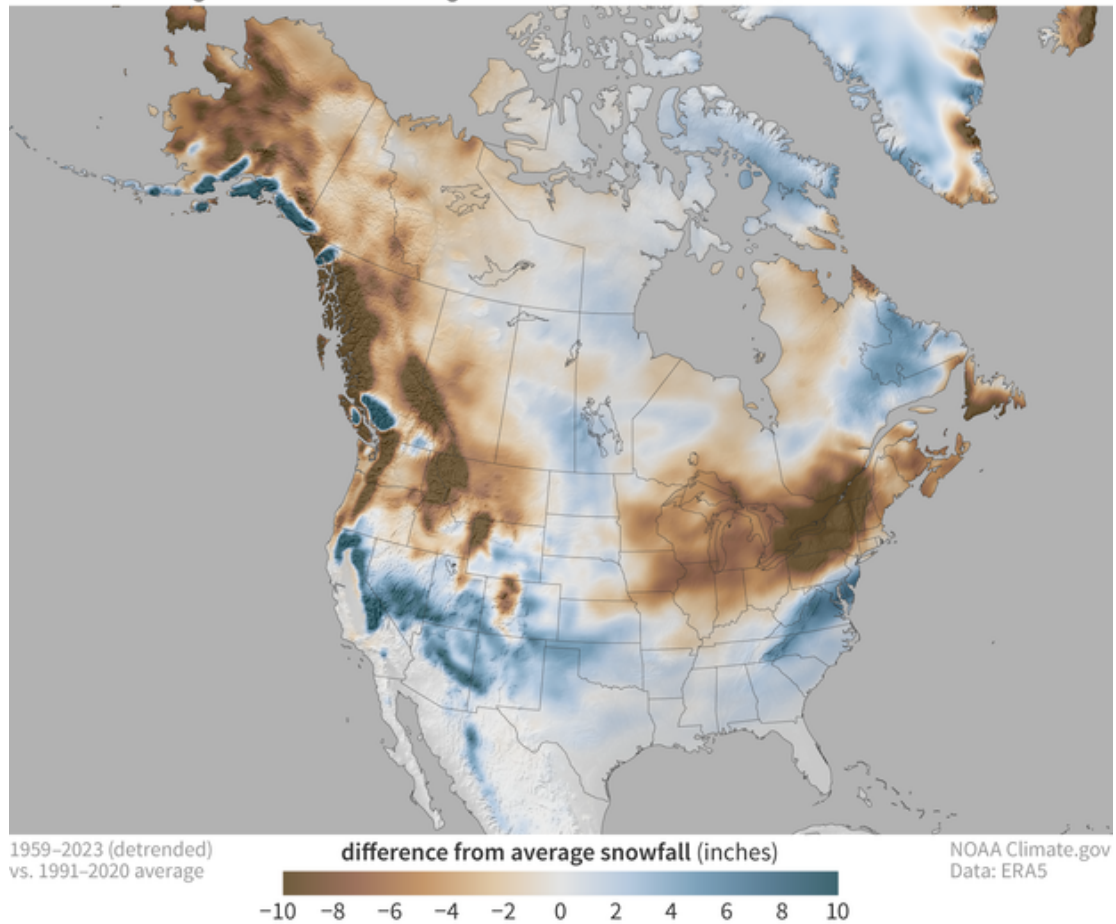 1959–2023 (detrended)
vs. 1991–2020 average
difference from average snowfall (inches)
−10 −8 −6 −4 −2 0 2 4 6 8 10
NOAA Climate.gov
Data: ERA5